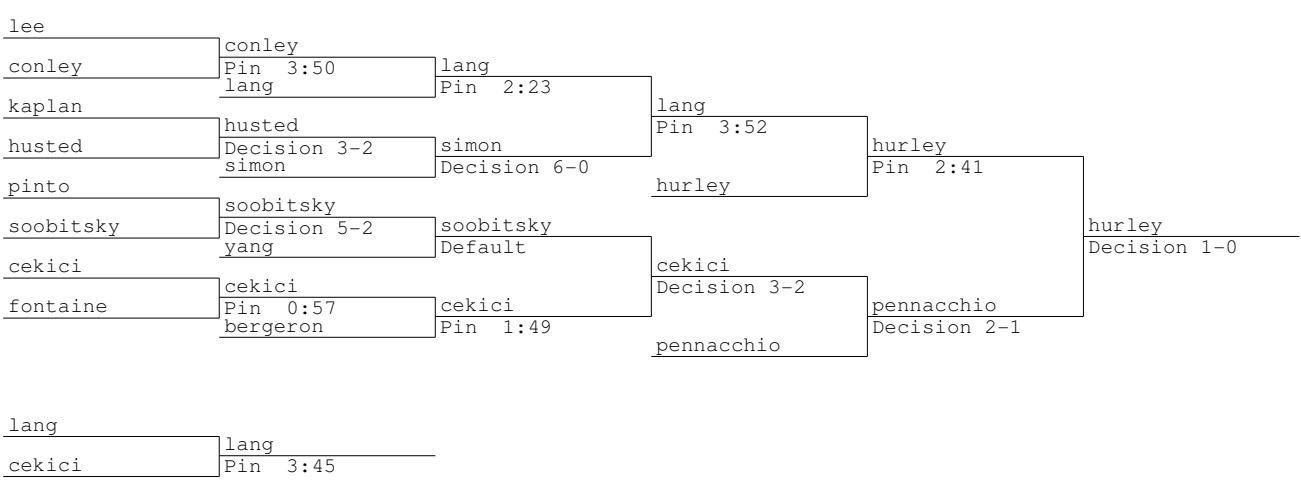 lee
conley
conley
Pin 3:50
lang
lang
Pin 2:23
kaplan
husted
husted
Decision 3-2
simon
simon
Decision 6-0
lang
Pin 3:52
hurley
hurley
Pin 2:41
pinto
soobitsky
soobitsky
Decision 5-2
yang
soobitsky
Default
cekici
fontaine
cekici
Pin 0:57
bergeron
cekici
Pin 1:49
cekici
Decision 3-2
pennacchio
pennacchio
Decision 2-1
hurley
Decision 1-0
lang
cekici
lang
Pin 3:45